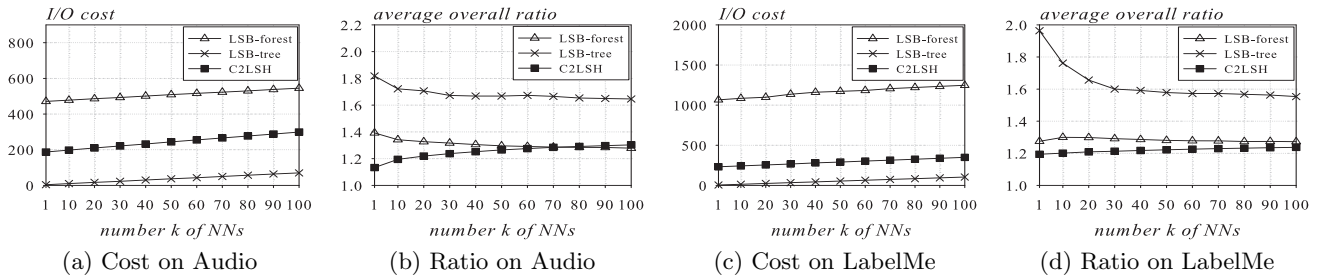 I/O cost
800
600
400
200
0
LSB-forest
LSB-tree
C2LSH
1 10 20 30 40 50 60 70 80 90 100
number k of NNs
(a) Cost on Audio
average overall ratio
2.2
2.0
1.8
1.6
1.4
1.2
1.0
LSB-forest
LSB-tree
C2LSH
1 10 20 30 40 50 60 70 80 90 100
number k of NNs
(b) Ratio on Audio
I/O cost
2000
1500
1000
500
0
LSB-forest
LSB-tree
C2LSH
1 10 20 30 40 50 60 70 80 90 100
number k of NNs
(c) Cost on LabelMe
average overall ratio
2.0
1.8
1.6
1.4
1.2
1.0
LSB-forest
LSB-tree
C2LSH
1 10 20 30 40 50 60 70 80 90 100
number k of NNs
(d) Ratio on LabelMe